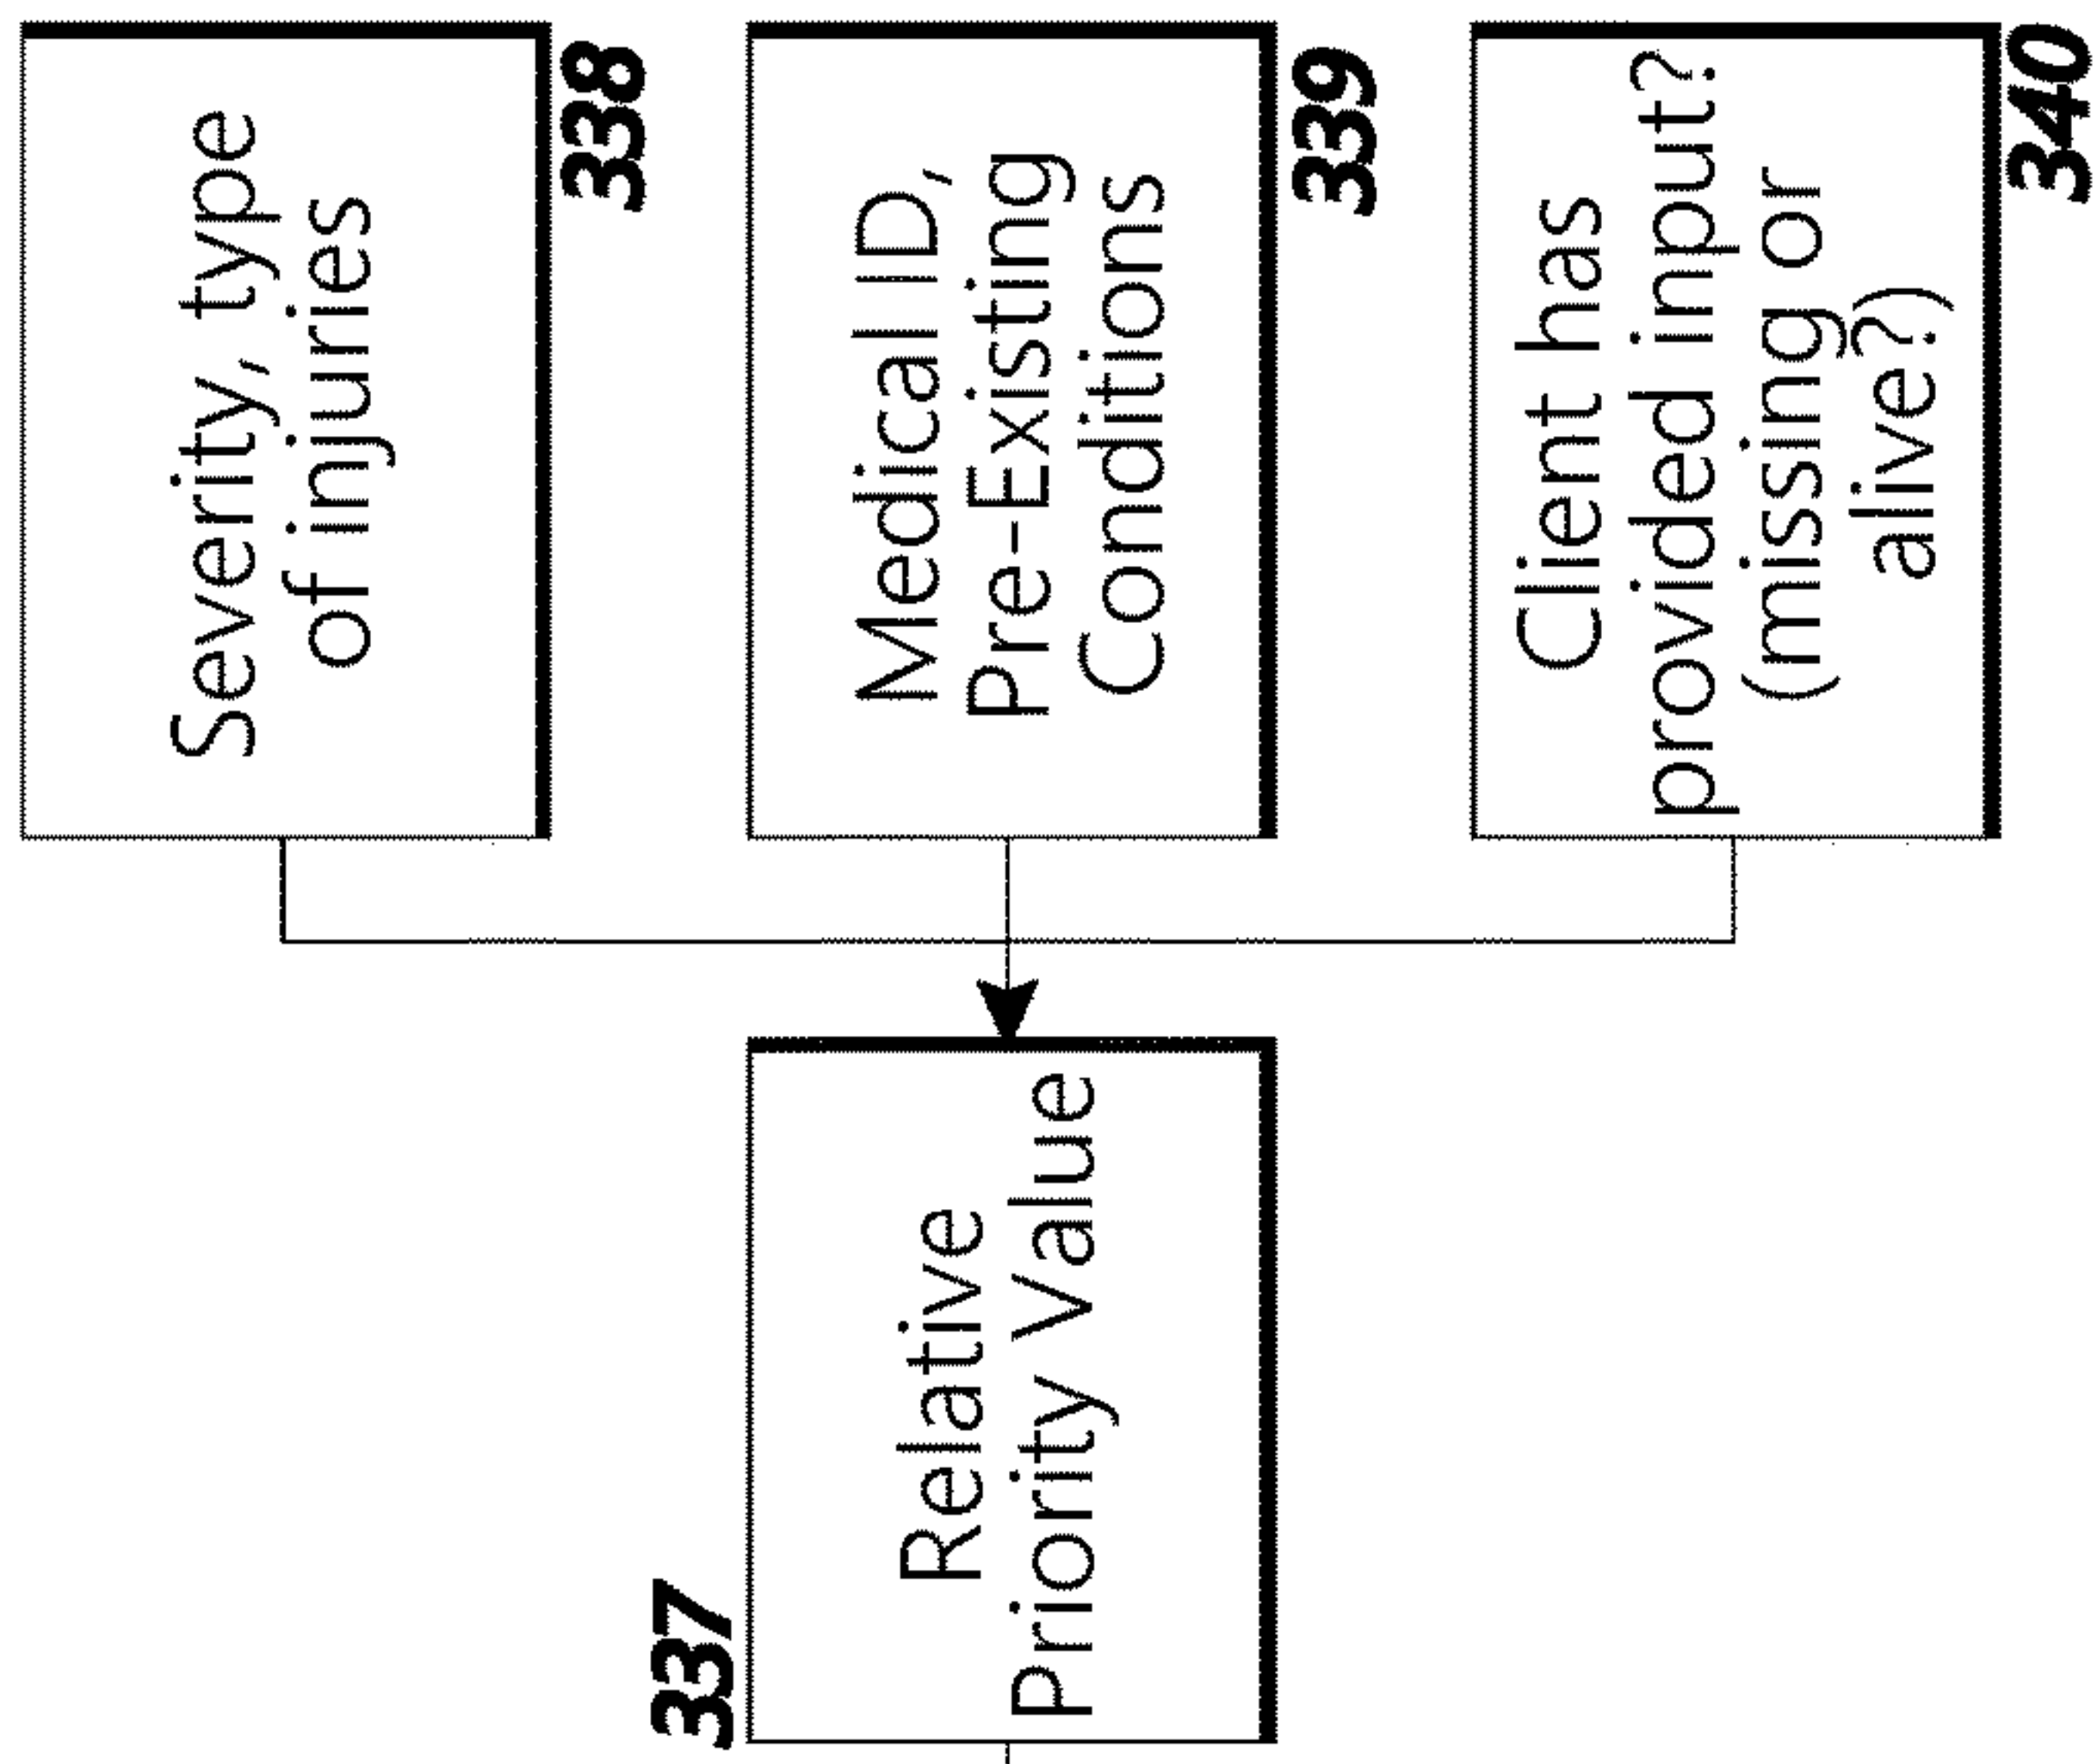 Severity, type
of injuries
338
Medical ID,
Pre-Existing
Conditions
339
Client has
provided input?
(missing or
alive?)
340
337
Relative
Priority Value